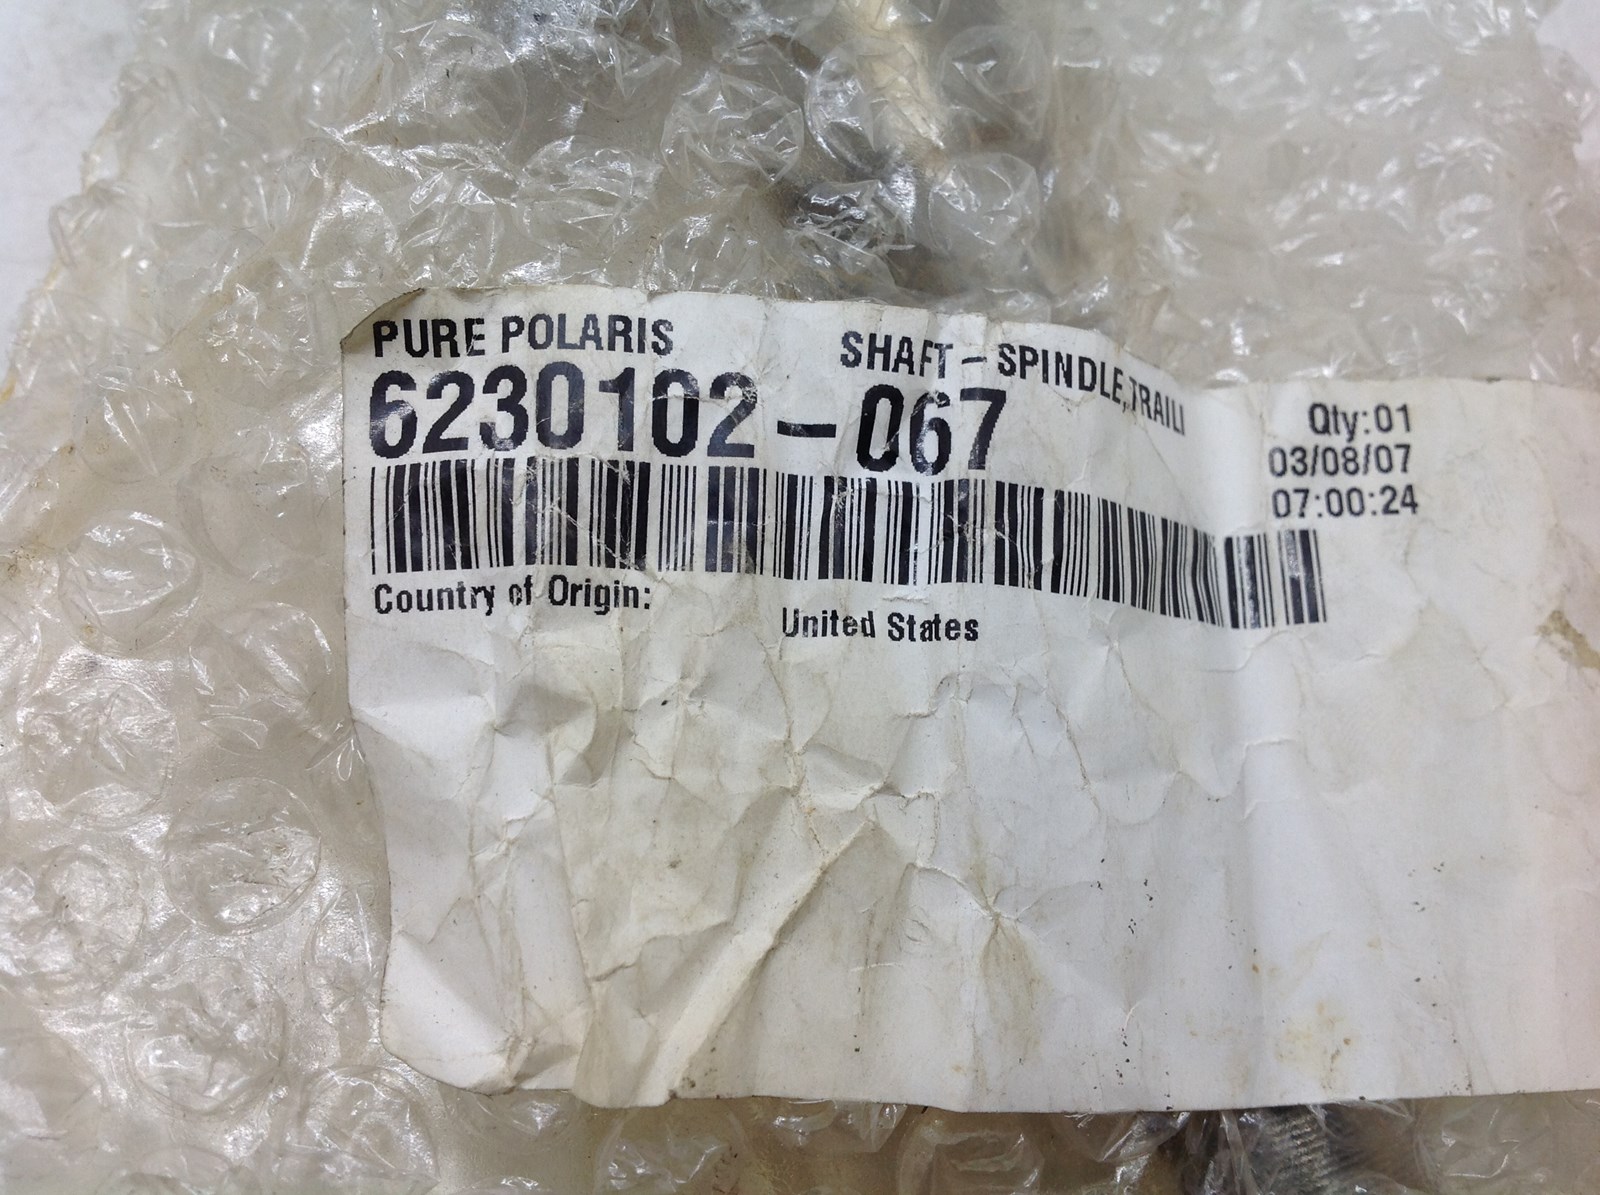 PURE POLARIS
SHAFT - SPINDLE,TRAILI
6230102-067
Qty:01
03/08/07
07:00:24
Country of Origin:
United States